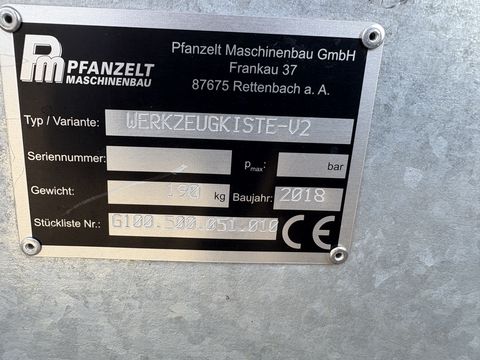 Pm PFANZELT
MASCHINENBAU
Pfanzelt Maschinenbau GmbH
Frankau 37
87675 Rettenbach a. A.
Typ / Variante: WERKZEUGKISTE-V2
Seriennummer: pmax: bar
Gewicht: 190 kg Baujahr: 2018
Stückliste Nr.: G100.500.051.010 CE